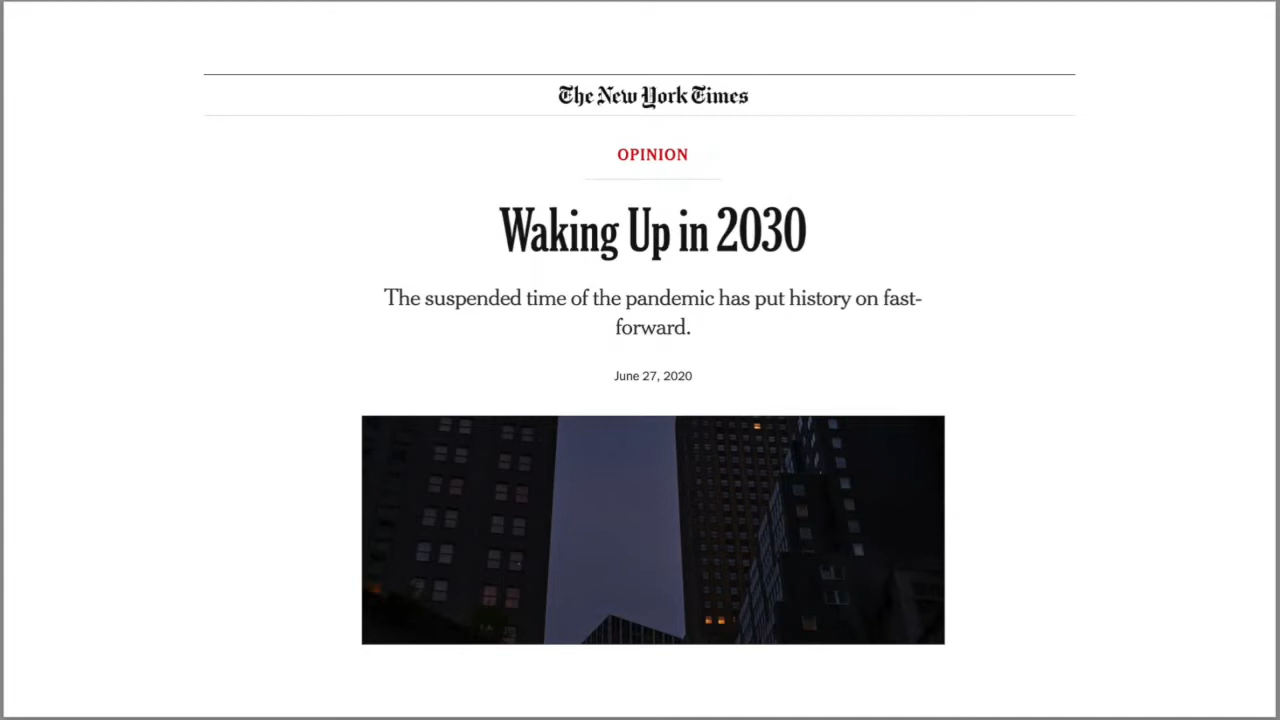 The New York Times
OPINION
Waking Up in 2030
The suspended time of the pandemic has put history on fast-
forward.
June 27, 2020